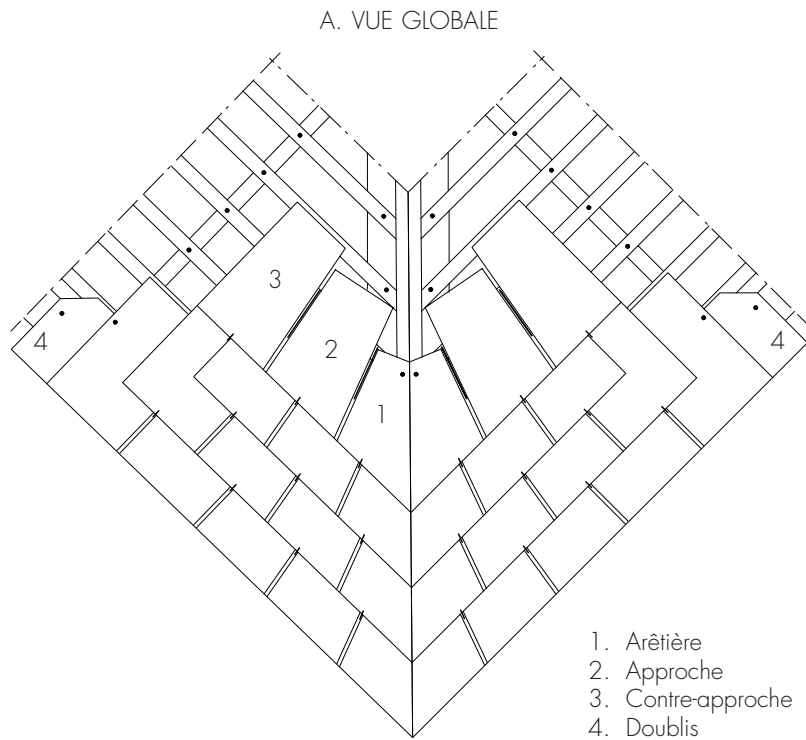 A. VUE GLOBALE
3
4
2
4
1
1. Arêtière
2. Approche
3. Contre-approche
4. Doublis